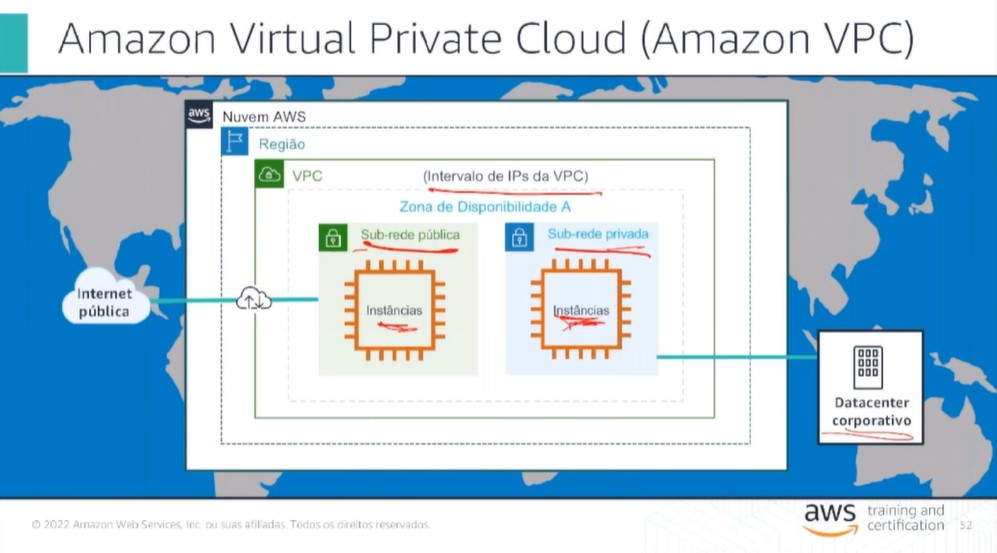 Amazon Virtual Private Cloud (Amazon VPC)
aws
Nuvem AWS
Região
VPC
(Intervalo de IPs da VPC)
Zona de Disponibilidade A
Sub-rede pública
Sub-rede privada
Internet
pública
Instâncias
Instâncias
Datacenter
corporativo
© 2022 Amazon Web Services, Inc. ou suas afiliadas. Todos os direitos reservados.
aws training and
certification
52